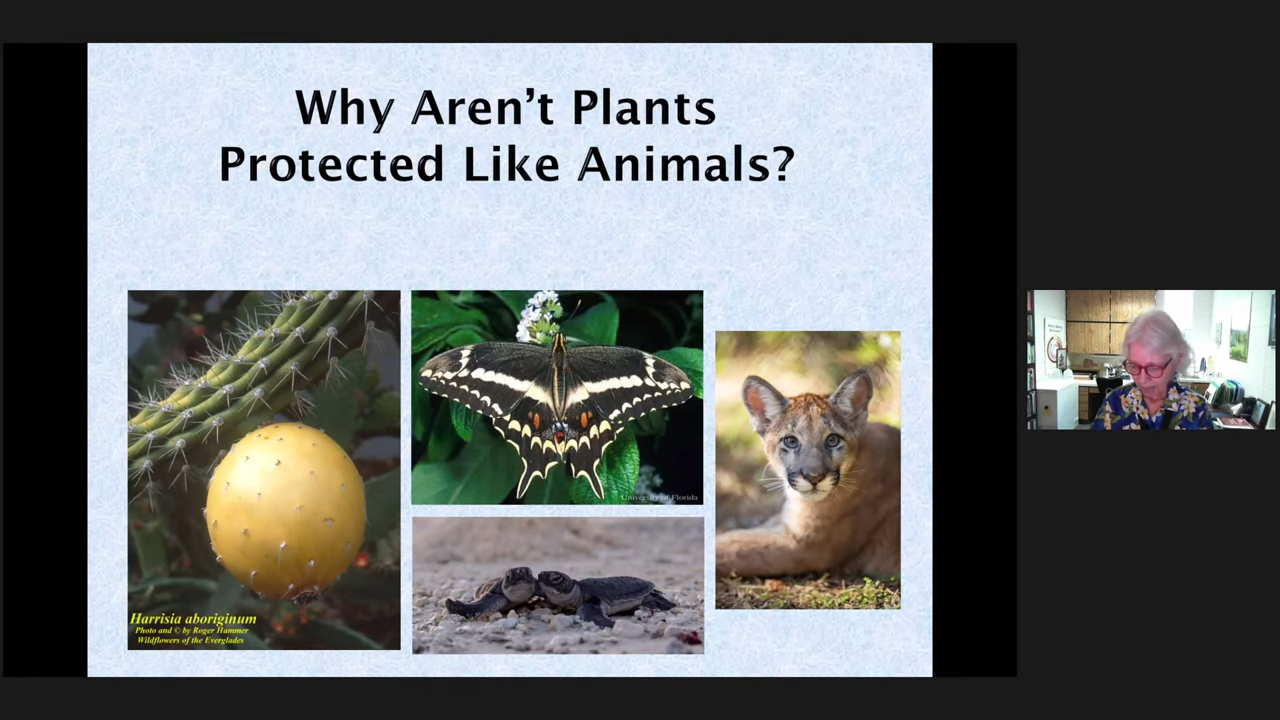 Why Aren't Plants
Protected Like Animals?
University of Florida
Harrisia aboriginum
Photo and © by Roger Hammer
Wildflowers of the Everglades